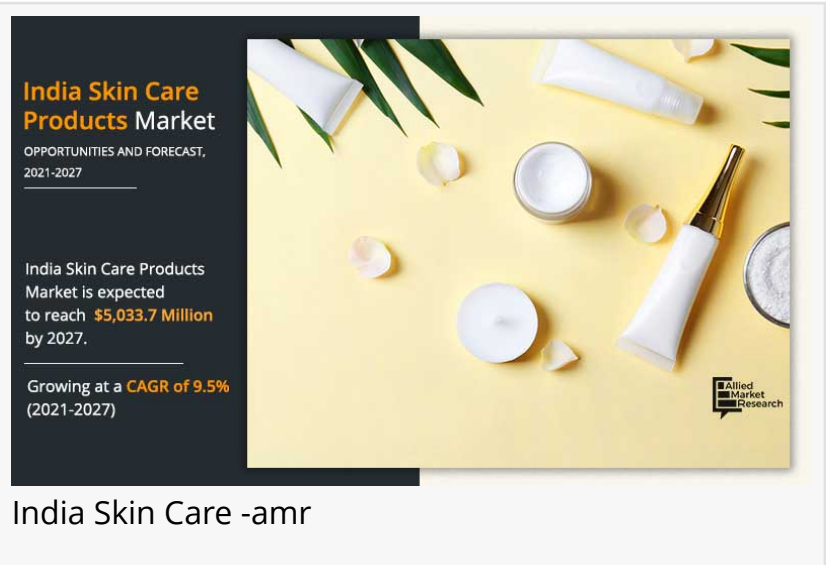 India Skin Care
Products Market
OPPORTUNITIES AND FORECAST,
2021-2027
India Skin Care Products
Market is expected
to reach $5,033.7 Million
by 2027.
Growing at a CAGR of 9.5%
(2021-2027)
Allied
Market
Research
India Skin Care -amr